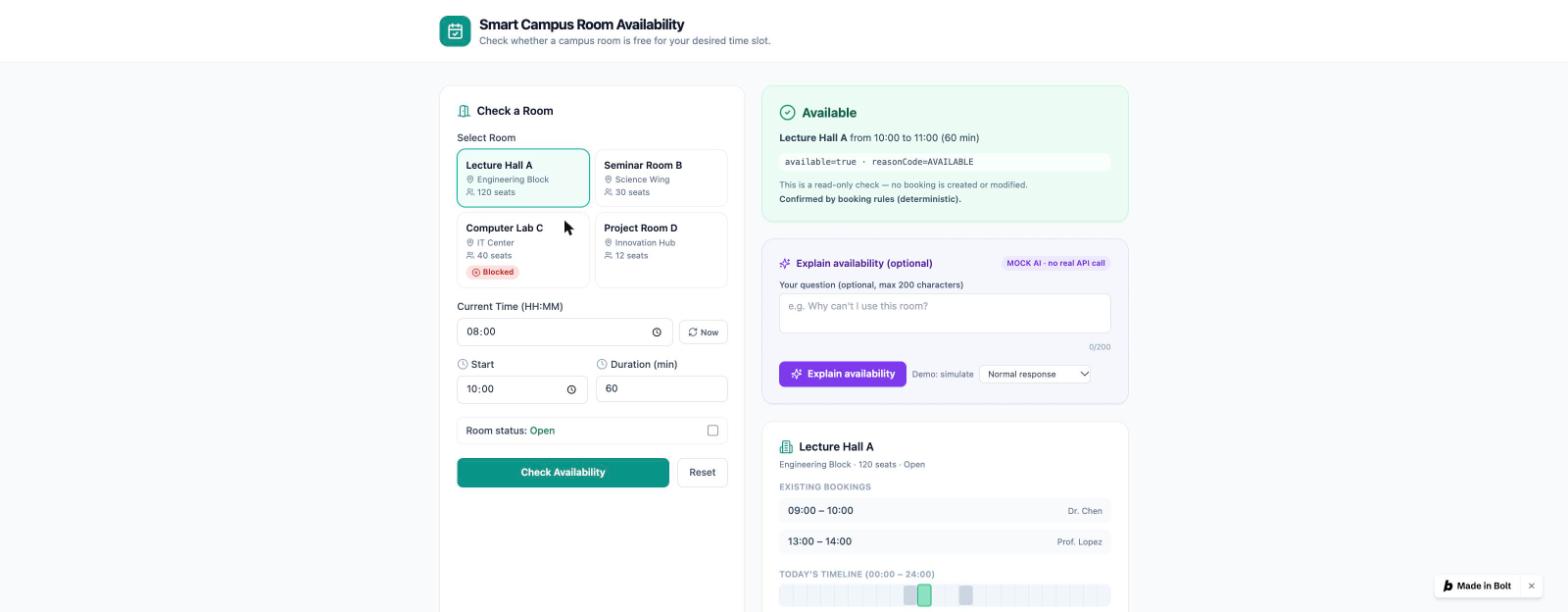 Smart Campus Room Availability
Check whether a campus room is free for your desired time slot.
Check a Room
Select Room
Lecture Hall A
Engineering Block
120 seats
Seminar Room B
Science Wing
30 seats
Computer Lab C
IT Center
40 seats
Blocked
Project Room D
Innovation Hub
12 seats
Current Time (HH:MM)
08:00
Now
Start
Duration (min)
10:00
60
Room status: Open
Check Availability
Reset
Available
Lecture Hall A from 10:00 to 11:00 (60 min)
available=true · reasonCode=AVAILABLE
This is a read-only check — no booking is created or modified.
Confirmed by booking rules (deterministic).
Explain availability (optional)
MOCK AI · no real API call
Your question (optional, max 200 characters)
e.g. Why can't I use this room?
0/200
Explain availability
Demo: simulate
Normal response
Lecture Hall A
Engineering Block · 120 seats · Open
EXISTING BOOKINGS
09:00 – 10:00
Dr. Chen
13:00 – 14:00
Prof. Lopez
TODAY'S TIMELINE (00:00 – 24:00)
b Made in Bolt ×